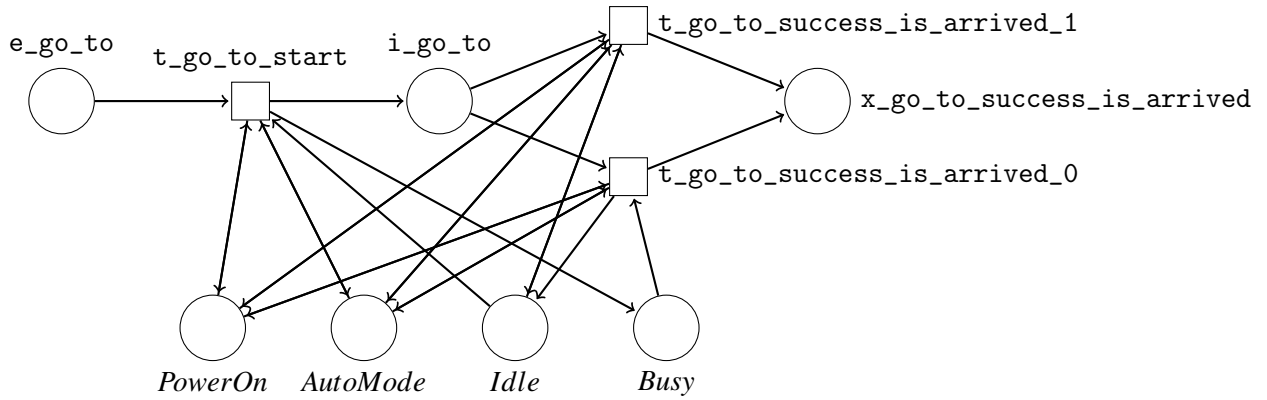 t_go_to_success_is_arrived_1
e_go_to
t_go_to_start
i_go_to
x_go_to_success_is_arrived
t_go_to_success_is_arrived_0
PowerOn
AutoMode
Idle
Busy